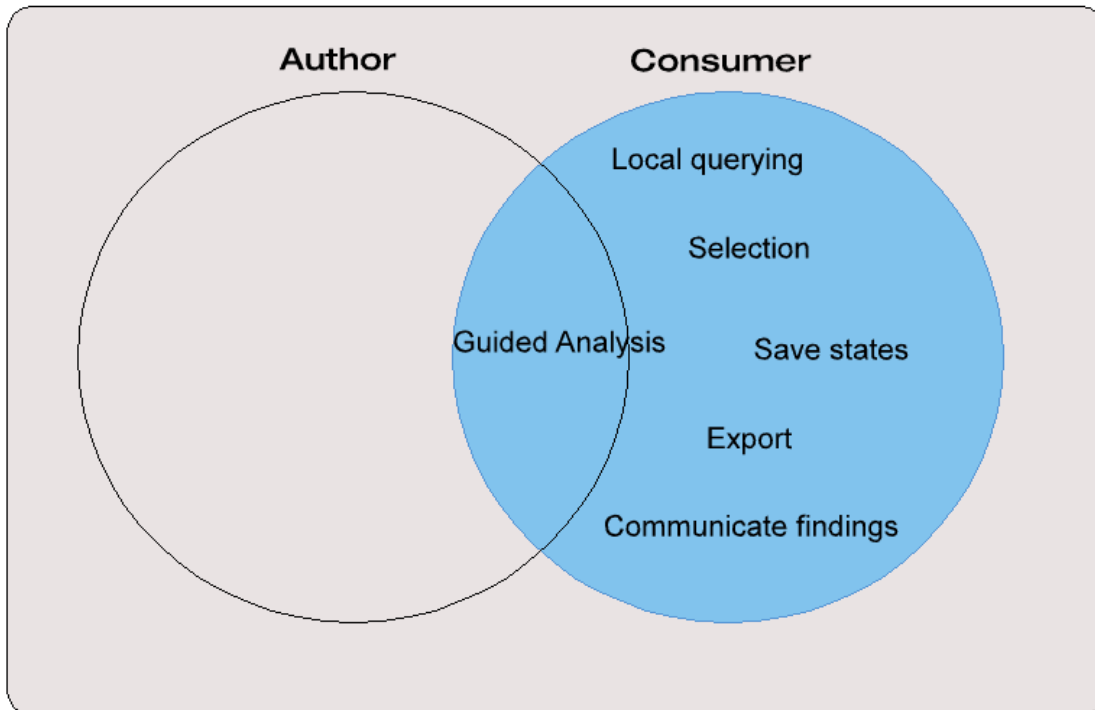 Author
Consumer
Local querying
Selection
Guided Analysis
Save states
Export
Communicate findings